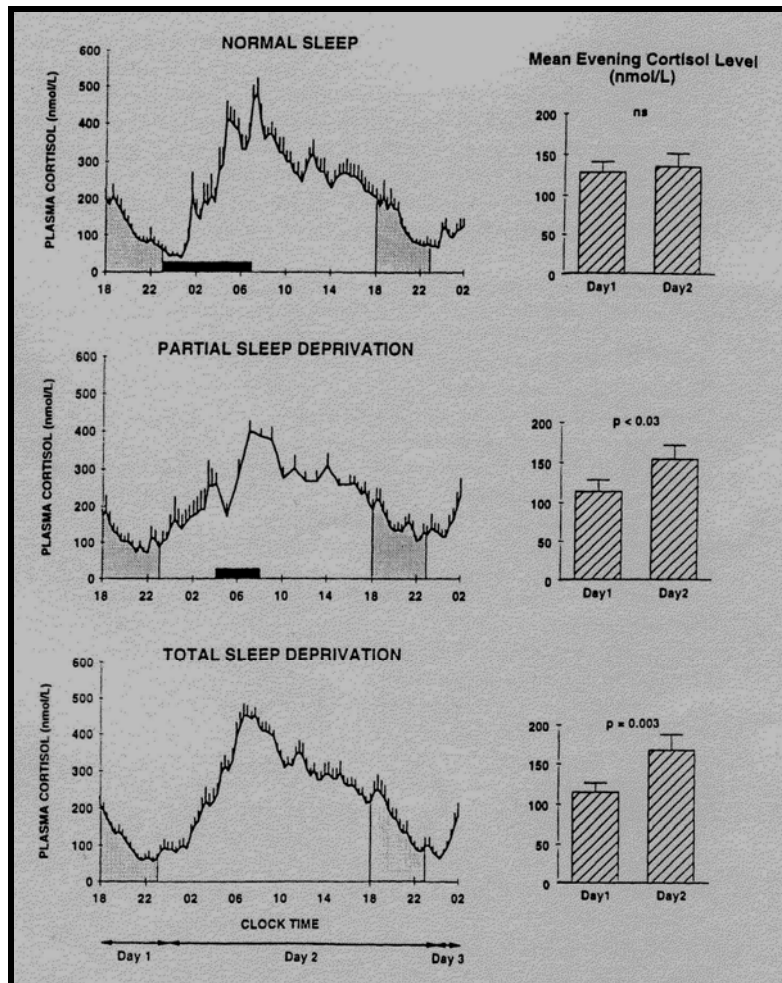 NORMAL SLEEP
Mean Evening Cortisol Level
(nmol/L)
PLASMA CORTISOL (nmol/L)
600
500
400
300
200
100
0
18 22 02 06 10 14 18 22 02
ns
200
150
100
50
0
Day1 Day2
PARTIAL SLEEP DEPRIVATION
PLASMA CORTISOL (nmol/L)
600
500
400
300
200
100
0
18 22 02 06 10 14 18 22 02
p < 0.03
200
150
100
50
0
Day1 Day2
TOTAL SLEEP DEPRIVATION
PLASMA CORTISOL (nmol/L)
600
500
400
300
200
100
0
18 22 02 06 10 14 18 22 02
CLOCK TIME
Day 1 Day 2 Day 3
p = 0.003
200
150
100
50
0
Day1 Day2